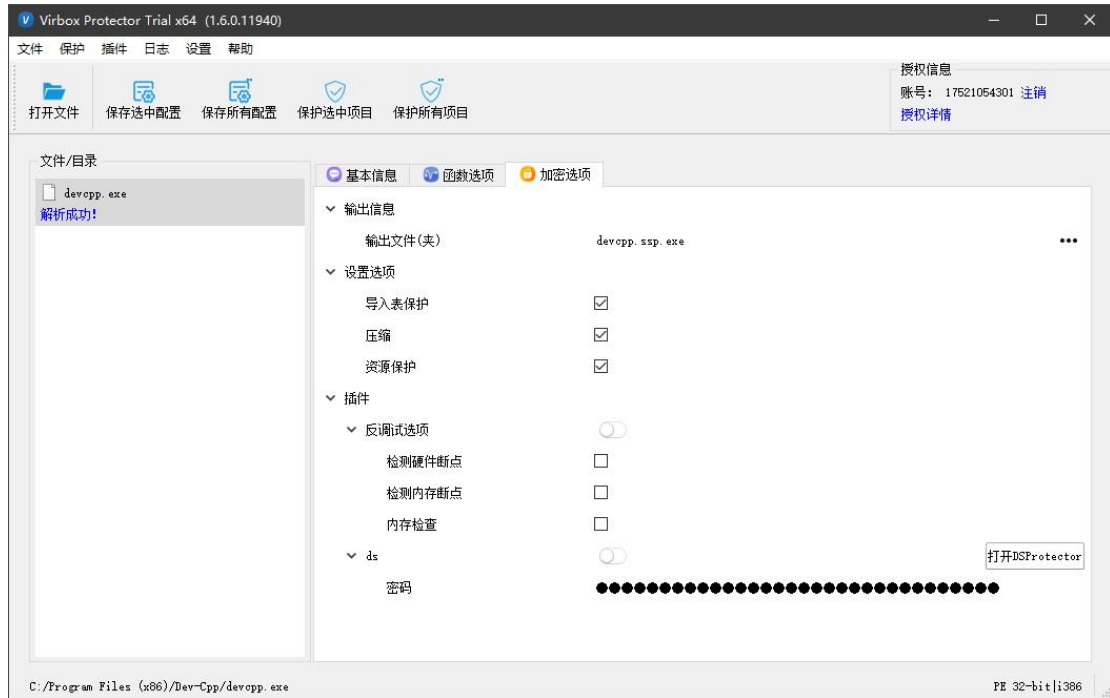 Virbox Protector Trial x64 (1.6.0.11940)
文件 保护 插件 日志 设置 帮助
打开文件 保存选中配置 保存所有配置 保护选中项目 保护所有项目
授权信息
账号: 17521054301 注销
授权详情
文件/目录
devcpp.exe
解析成功!
基本信息 函数选项 加密选项
输出信息
输出文件(夹) devcpp.ssp.exe •••
设置选项
导入表保护
压缩
资源保护
插件
反调试选项
检测硬件断点
检测内存断点
内存检查
ds 打开DSProtector
密码 ●●●●●●●●●●●●●●●●●●●●●●●●●●●●●●●●
C:/Program Files (x86)/Dev-Cpp/devcpp.exe PE 32-bit|i386